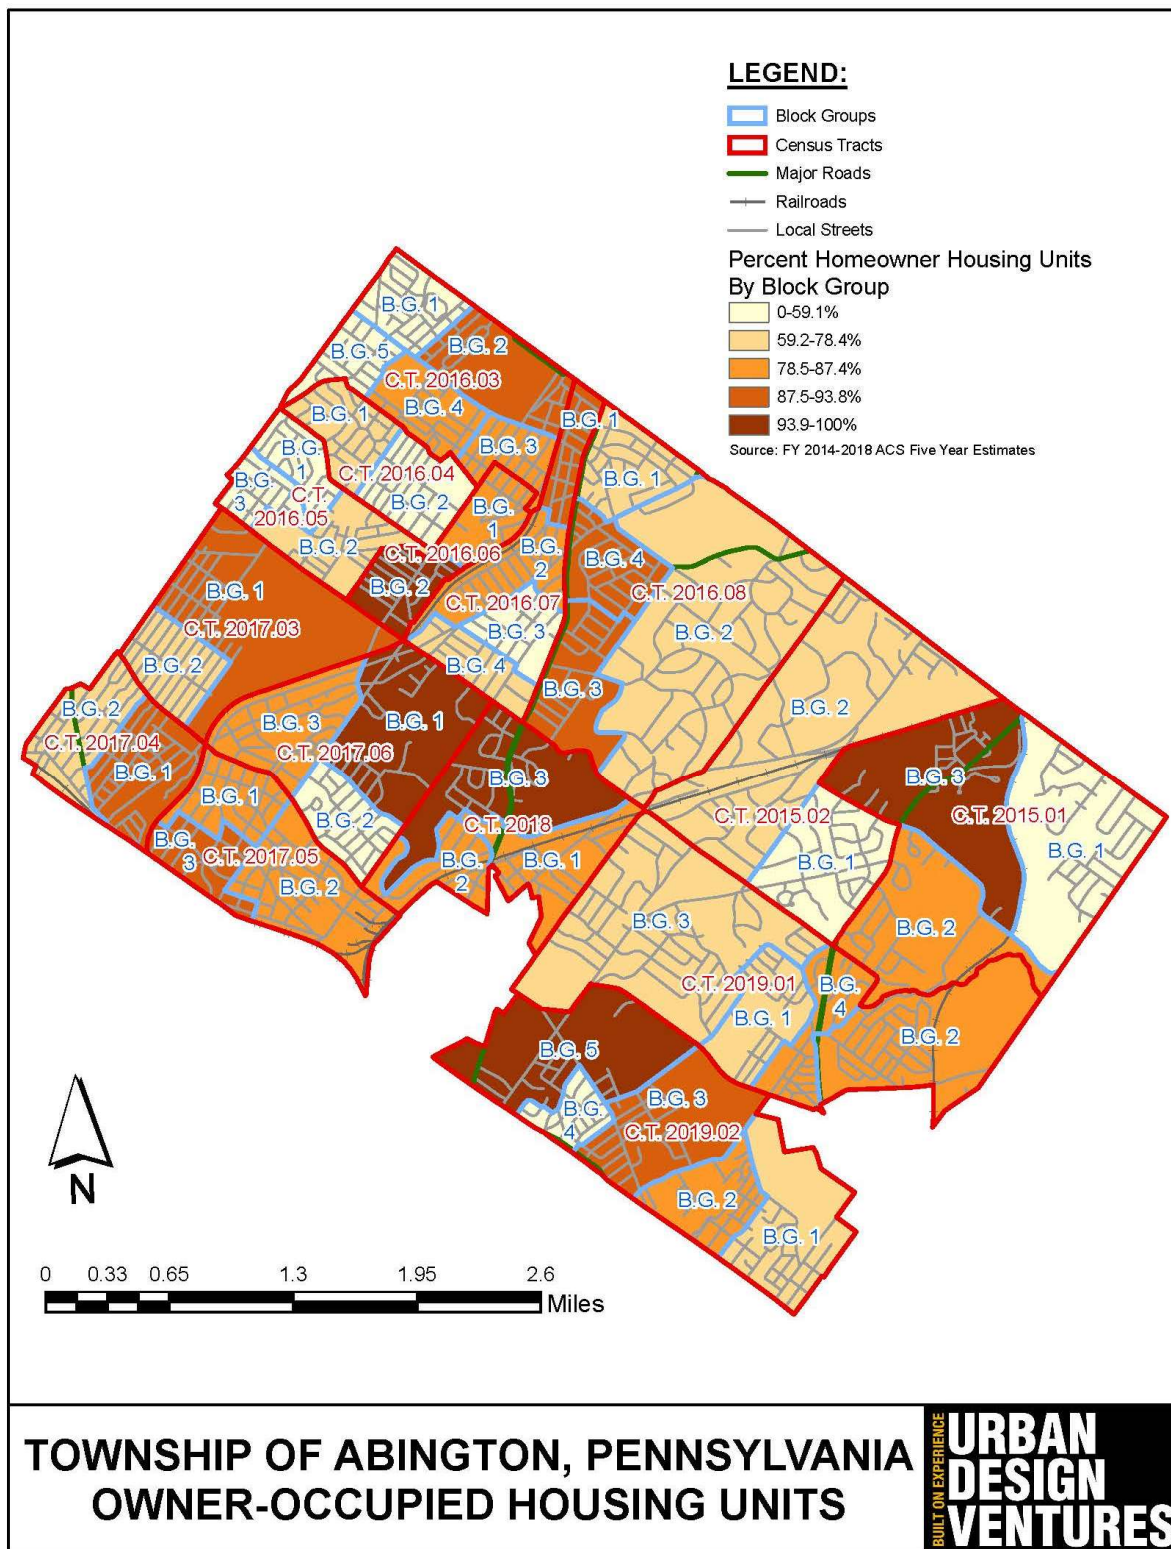 LEGEND:
Block Groups
Census Tracts
Major Roads
Railroads
Local Streets
Percent Homeowner Housing Units
By Block Group
0-59.1%
59.2-78.4%
78.5-87.4%
87.5-93.8%
93.9-100%
Source: FY 2014-2018 ACS Five Year Estimates
B.G. 1
B.G. 5
B.G. 2
C.T. 2016.03
B.G. 4
B.G. 1
B.G. 3
B.G. 1
B.G. 1
B.G.
1
C.T. 2016.04
B.G.
3
C.T.
2016.05
B.G. 2
B.G.
1
B.G. 2
C.T. 2016.06
B.G. 2
B.G.
2
B.G. 4
C.T. 2016.08
B.G. 1
C.T. 2016.07
B.G. 3
B.G. 2
C.T. 2017.03
B.G. 2
B.G. 4
B.G. 3
B.G. 2
B.G. 2
C.T. 2017.04
B.G. 3
B.G. 1
C.T. 2017.06
B.G. 1
B.G. 3
B.G. 3
B.G. 1
B.G. 2
C.T. 2018
C.T. 2015.02
C.T. 2015.01
B.G.
3
C.T. 2017.05
B.G. 2
B.G.
2
B.G. 1
B.G. 1
B.G. 1
B.G. 3
B.G. 2
C.T. 2019.01
B.G. 1
B.G.
4
B.G. 2
B.G. 5
B.G.
4
B.G. 3
C.T. 2019.02
B.G. 2
B.G. 1
N
0 0.33 0.65 1.3 1.95 2.6
Miles
TOWNSHIP OF ABINGTON, PENNSYLVANIA
OWNER-OCCUPIED HOUSING UNITS
BUILT ON EXPERIENCE
URBAN
DESIGN
VENTURES